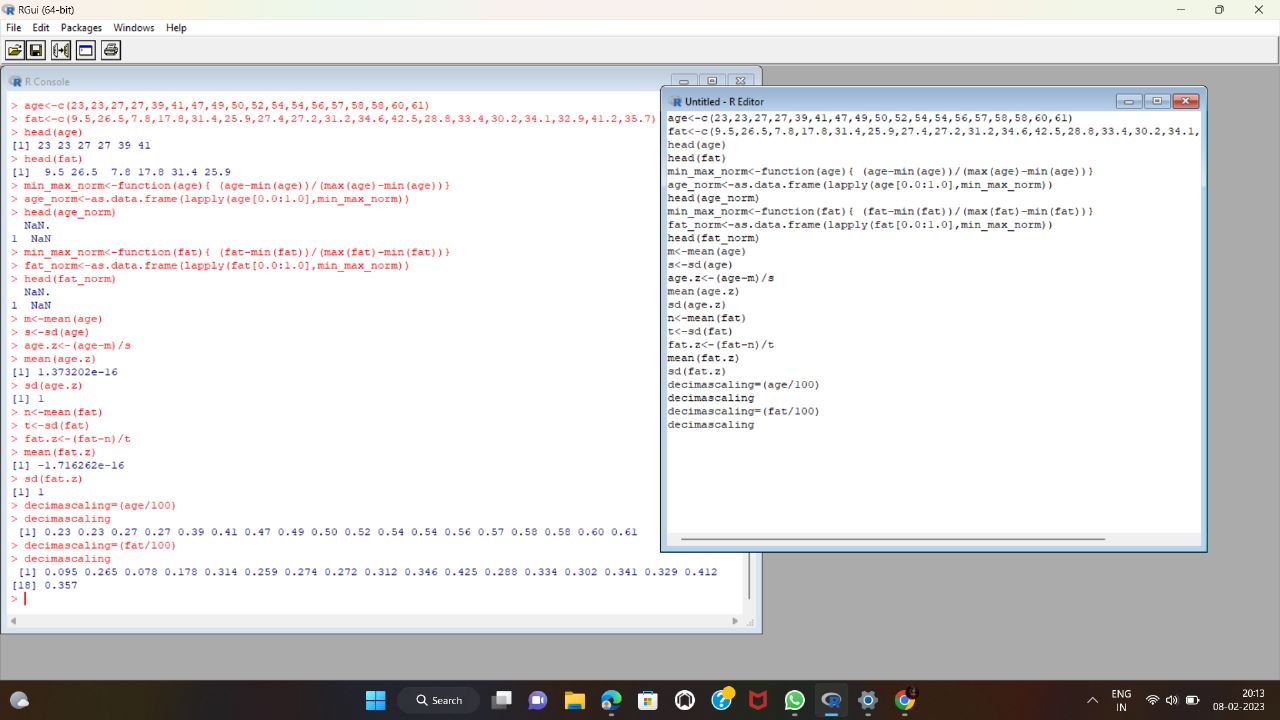 RGui (64-bit)
File Edit Packages Windows Help
R Console
> age<-c(23,23,27,27,39,41,47,49,50,52,54,54,56,57,58,58,60,61)
> fat<-c(9.5,26.5,7.8,17.8,31.4,25.9,27.4,27.2,31.2,34.6,42.5,28.8,33.4,30.2,34.1,32.9,41.2,35.7)
> head(age)
[1] 23 23 27 27 39 41
> head(fat)
[1]  9.5 26.5  7.8 17.8 31.4 25.9
> min_max_norm<-function(age){ (age-min(age))/(max(age)-min(age))}
> age_norm<-as.data.frame(lapply(age[0.0:1.0],min_max_norm))
> head(age_norm)
  NaN.
1  NaN
> min_max_norm<-function(fat){ (fat-min(fat))/(max(fat)-min(fat))}
> fat_norm<-as.data.frame(lapply(fat[0.0:1.0],min_max_norm))
> head(fat_norm)
  NaN.
1  NaN
> m<-mean(age)
> s<-sd(age)
> age.z<-(age-m)/s
> mean(age.z)
[1] 1.373202e-16
> sd(age.z)
[1] 1
> n<-mean(fat)
> t<-sd(fat)
> fat.z<-(fat-n)/t
> mean(fat.z)
[1] -1.716262e-16
> sd(fat.z)
[1] 1
> decimascaling=(age/100)
> decimascaling
 [1] 0.23 0.23 0.27 0.27 0.39 0.41 0.47 0.49 0.50 0.52 0.54 0.54 0.56 0.57 0.58 0.58 0.60 0.61
> decimascaling=(fat/100)
> decimascaling
 [1] 0.095 0.265 0.078 0.178 0.314 0.259 0.274 0.272 0.312 0.346 0.425 0.288 0.334 0.302 0.341 0.329 0.412
[18] 0.357
>
Untitled - R Editor
age<-c(23,23,27,27,39,41,47,49,50,52,54,54,56,57,58,58,60,61)
fat<-c(9.5,26.5,7.8,17.8,31.4,25.9,27.4,27.2,31.2,34.6,42.5,28.8,33.4,30.2,34.1,
head(age)
head(fat)
min_max_norm<-function(age){ (age-min(age))/(max(age)-min(age))}
age_norm<-as.data.frame(lapply(age[0.0:1.0],min_max_norm))
head(age_norm)
min_max_norm<-function(fat){ (fat-min(fat))/(max(fat)-min(fat))}
fat_norm<-as.data.frame(lapply(fat[0.0:1.0],min_max_norm))
head(fat_norm)
m<-mean(age)
s<-sd(age)
age.z<-(age-m)/s
mean(age.z)
sd(age.z)
n<-mean(fat)
t<-sd(fat)
fat.z<-(fat-n)/t
mean(fat.z)
sd(fat.z)
decimascaling=(age/100)
decimascaling
decimascaling=(fat/100)
decimascaling
Search
ENG
IN
20:13
08-02-2023